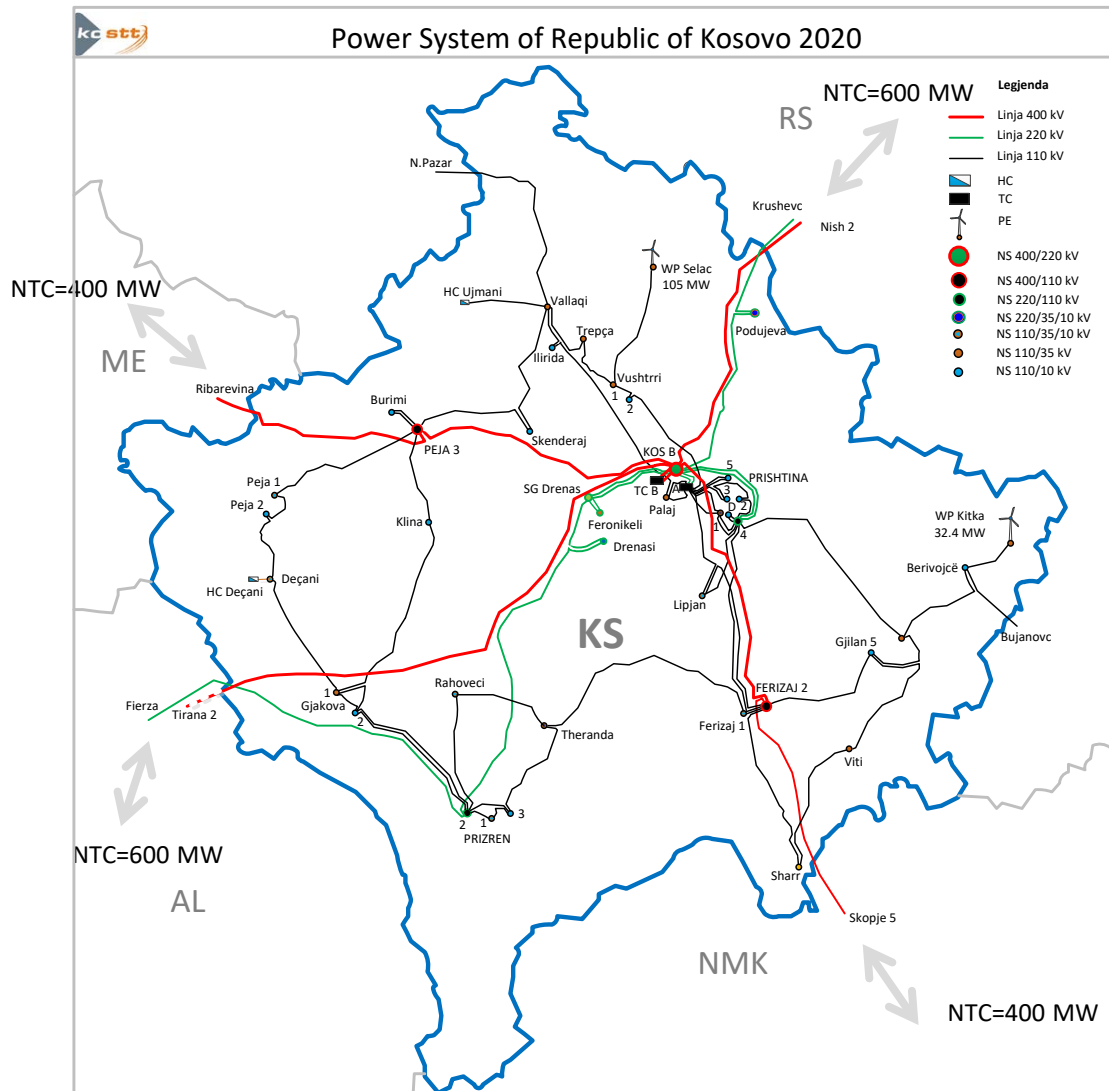 kc stt
Power System of Republic of Kosovo 2020
NTC=600 MW
RS
Legjenda
Linja 400 kV
Linja 220 kV
Linja 110 kV
HC
TC
PE
NS 400/220 kV
NS 400/110 kV
NS 220/110 kV
NS 220/35/10 kV
NS 110/35/10 kV
NS 110/35 kV
NS 110/10 kV
N.Pazar
Krushevc
Nish 2
WP Selac
105 MW
NTC=400 MW
ME
HC Ujmani
Vallaqi
Trepça
Ilirida
Podujeva
Ribarevina
Burimi
Vushtrri
1
2
Skenderaj
PEJA 3
KOS B
5
PRISHTINA
Peja 1
Peja 2
SG Drenas
TC B
A
3
2
D
Palaj
1
4
Feronikeli
Drenasi
Klina
WP Kitka
32.4 MW
Berivojcë
HC Deçani
Deçani
Lipjan
KS
Bujanovc
Gjilan 5
Fierza
Tirana 2
1
Gjakova
2
Rahoveci
Theranda
FERIZAJ 2
Ferizaj 1
Viti
2
1
3
PRIZREN
NTC=600 MW
AL
Sharr
Skopje 5
NMK
NTC=400 MW